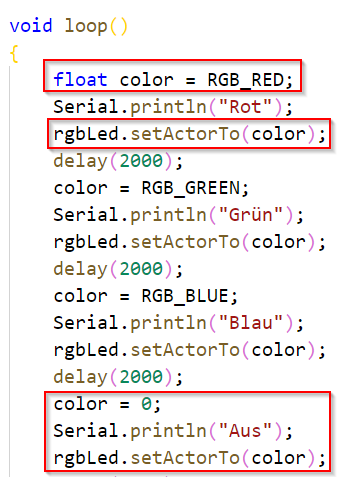 void loop()
{
float color = RGB_RED;
Serial.println("Rot");
rgbLed.setActorTo(color);
delay(2000);
color = RGB_GREEN;
Serial.println("Grün");
rgbLed.setActorTo(color);
delay(2000);
color = RGB_BLUE;
Serial.println("Blau");
rgbLed.setActorTo(color);
delay(2000);
color = 0;
Serial.println("Aus");
rgbLed.setActorTo(color);